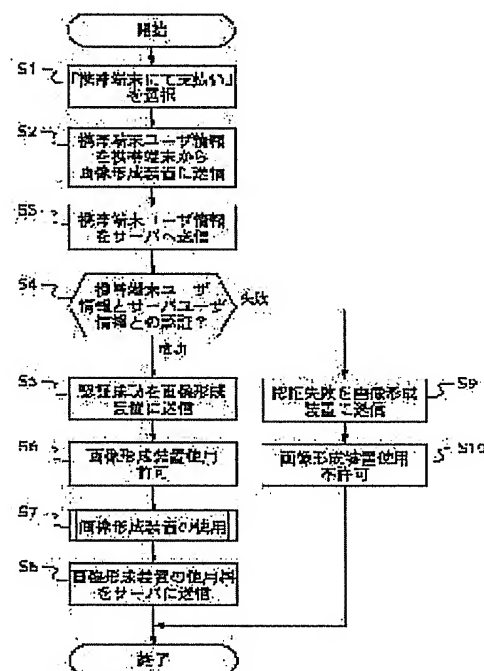 開始
S1
「携帯端末にて支払い」
を選択
S2
携帯端末ユーザ情報
を携帯端末から
画像形成装置に送信
携帯端末ユーザ情報
をサーバへ送信
S4
携帯端末ユーザ
情報とサーバユーザ
情報との認証?
失敗
成功
認証成功を画像形成
装置に送信
S9
認証失敗を画像形成
装置に送信
S6
画像形成装置使用
許可
S10
画像形成装置使用
不許可
S7
画像形成装置の使用
S8
画像形成装置の使用料
をサーバに送信
終了